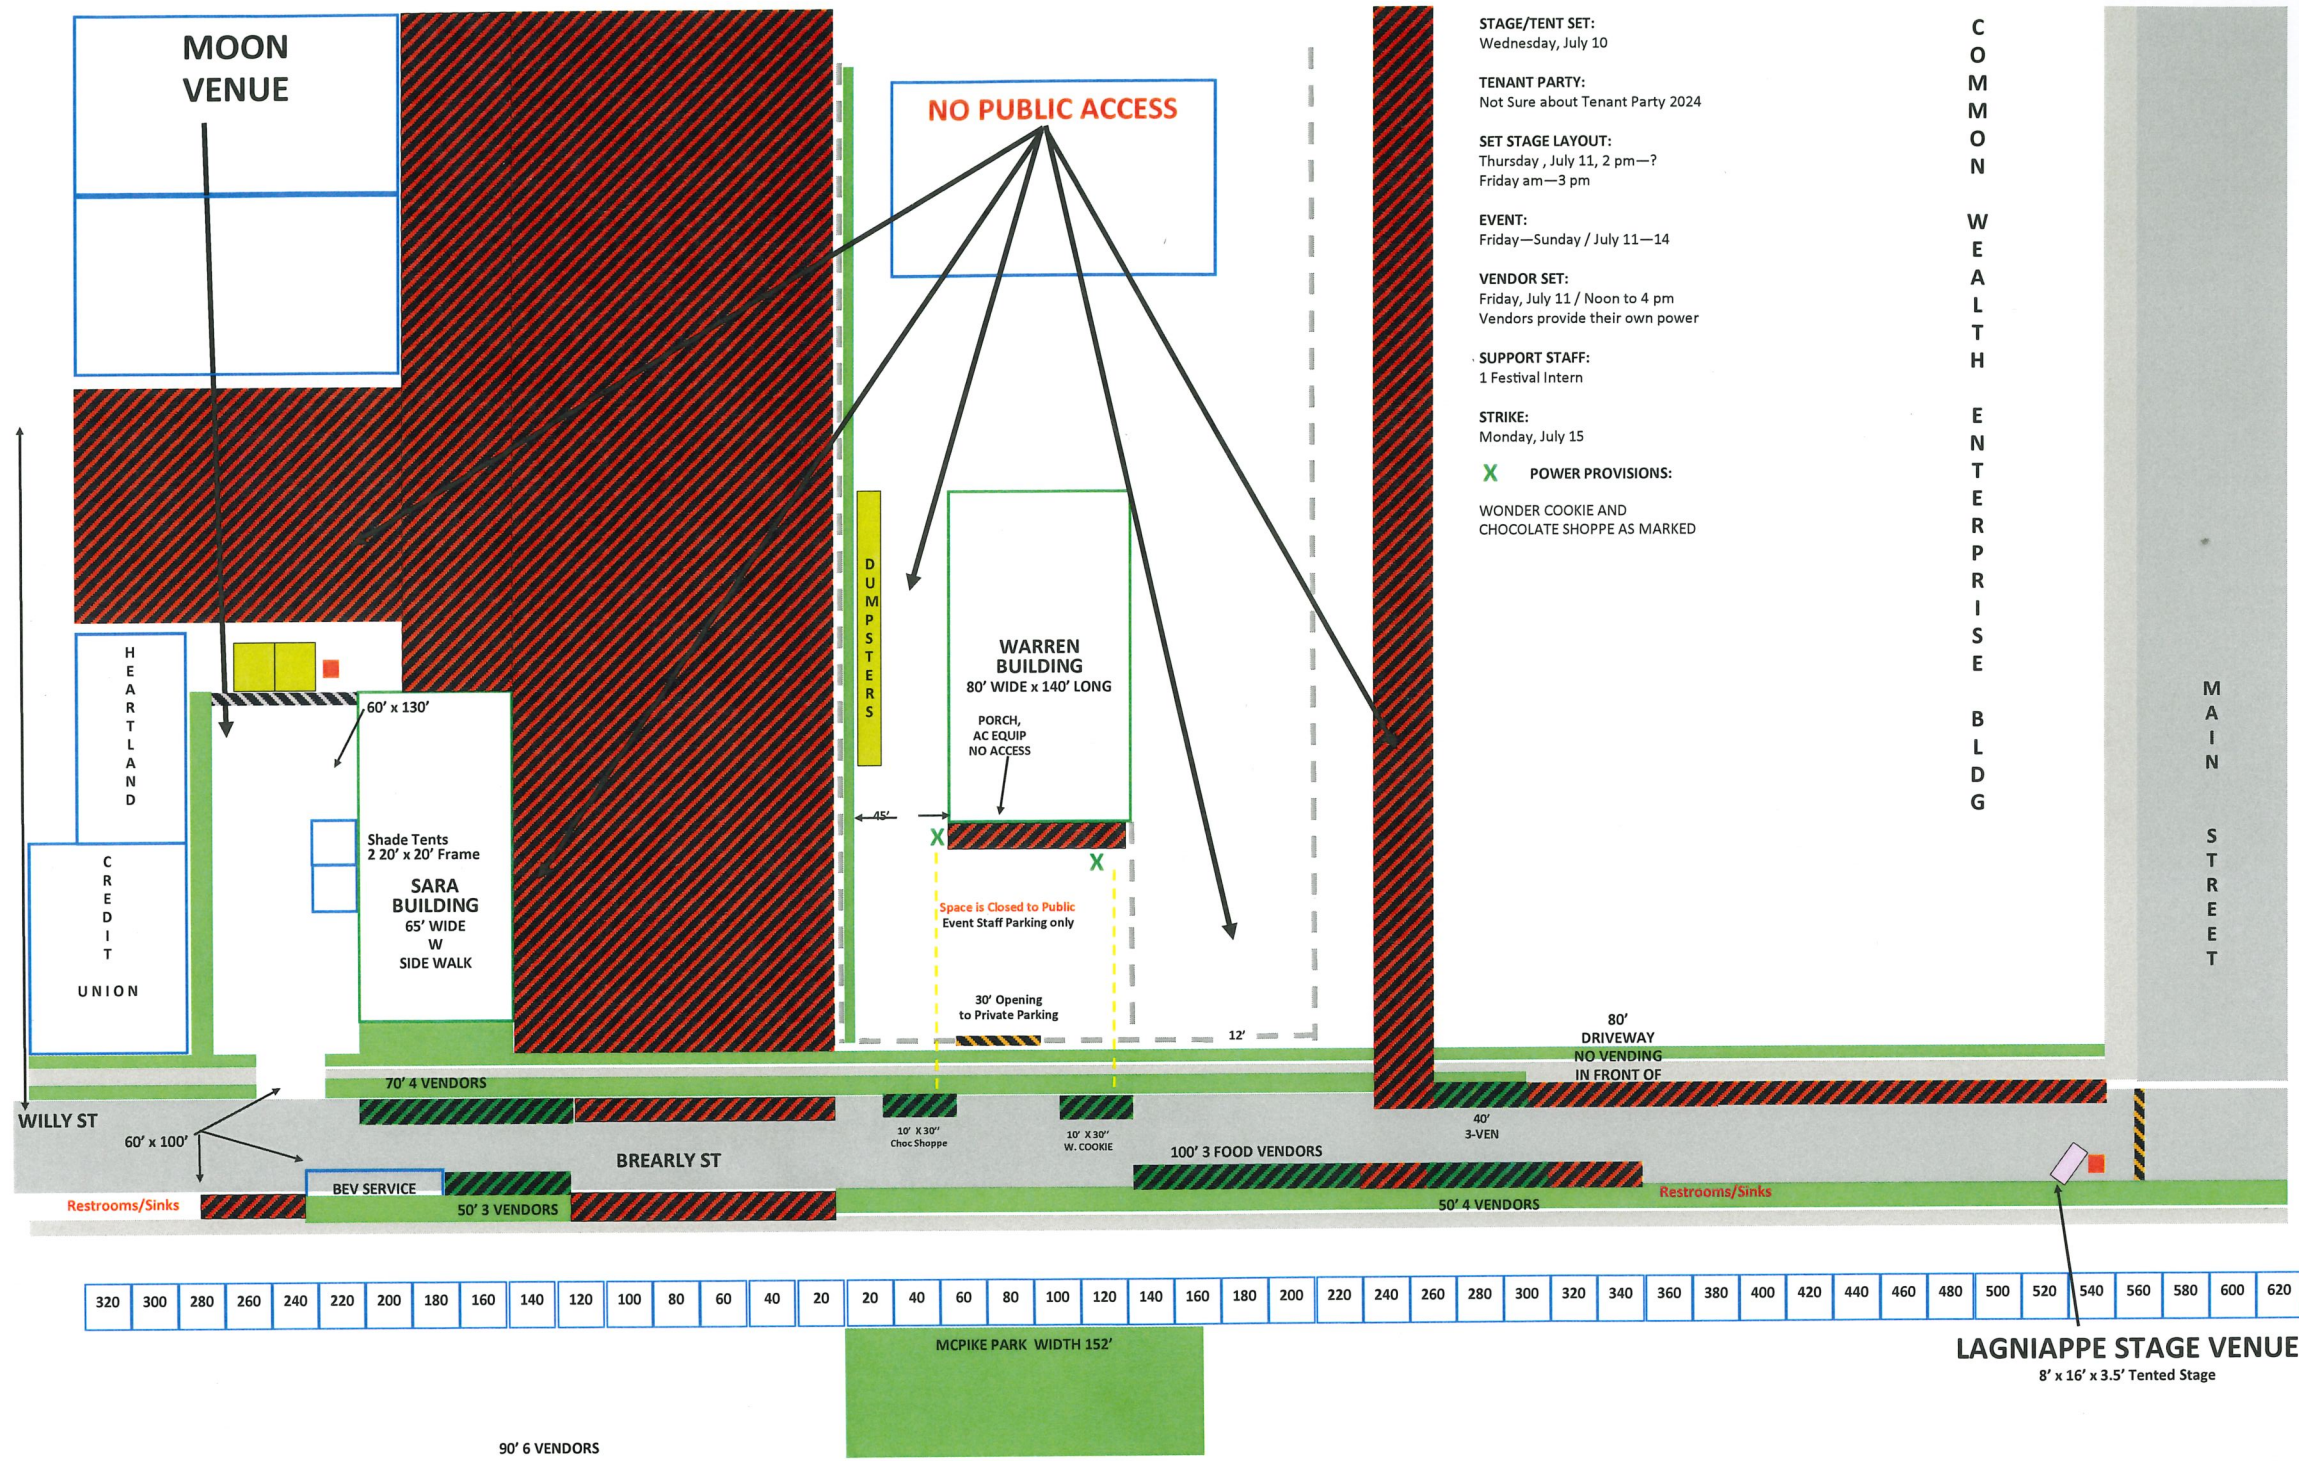 MOON
VENUE
NO PUBLIC ACCESS
STAGE/TENT SET:
Wednesday, July 10
TENANT PARTY:
Not Sure about Tenant Party 2024
SET STAGE LAYOUT:
Thursday , July 11, 2 pm—?
Friday am—3 pm
EVENT:
Friday—Sunday / July 11—14
VENDOR SET:
Friday, July 11 / Noon to 4 pm
Vendors provide their own power
SUPPORT STAFF:
1 Festival Intern
STRIKE:
Monday, July 15
X POWER PROVISIONS:
WONDER COOKIE AND
CHOCOLATE SHOPPE AS MARKED
COMMON WEALTH ENTERPRISE BLDG
MAIN STREET
HEARTLAND
CREDIT
UNION
60' x 130'
Shade Tents
2 20' x 20' Frame
SARA
BUILDING
65' WIDE
W
SIDE WALK
DUMPSTERS
WARREN
BUILDING
80' WIDE x 140' LONG
PORCH,
AC EQUIP
NO ACCESS
45'
X
X
Space is Closed to Public
Event Staff Parking only
30' Opening
to Private Parking
12'
80'
DRIVEWAY
NO VENDING
IN FRONT OF
70' 4 VENDORS
WILLY ST
60' x 100'
BREARLY ST
10' X 30''
Choc Shoppe
10' X 30''
W. COOKIE
40'
3-VEN
100' 3 FOOD VENDORS
BEV SERVICE
Restrooms/Sinks
50' 3 VENDORS
Restrooms/Sinks
50' 4 VENDORS
320 300 280 260 240 220 200 180 160 140 120 100 80 60 40 20 20 40 60 80 100 120 140 160 180 200 220 240 260 280 300 320 340 360 380 400 420 440 460 480 500 520 540 560 580 600 620
MCPIKE PARK WIDTH 152'
LAGNIAPPE STAGE VENUE
8' x 16' x 3.5' Tented Stage
90' 6 VENDORS